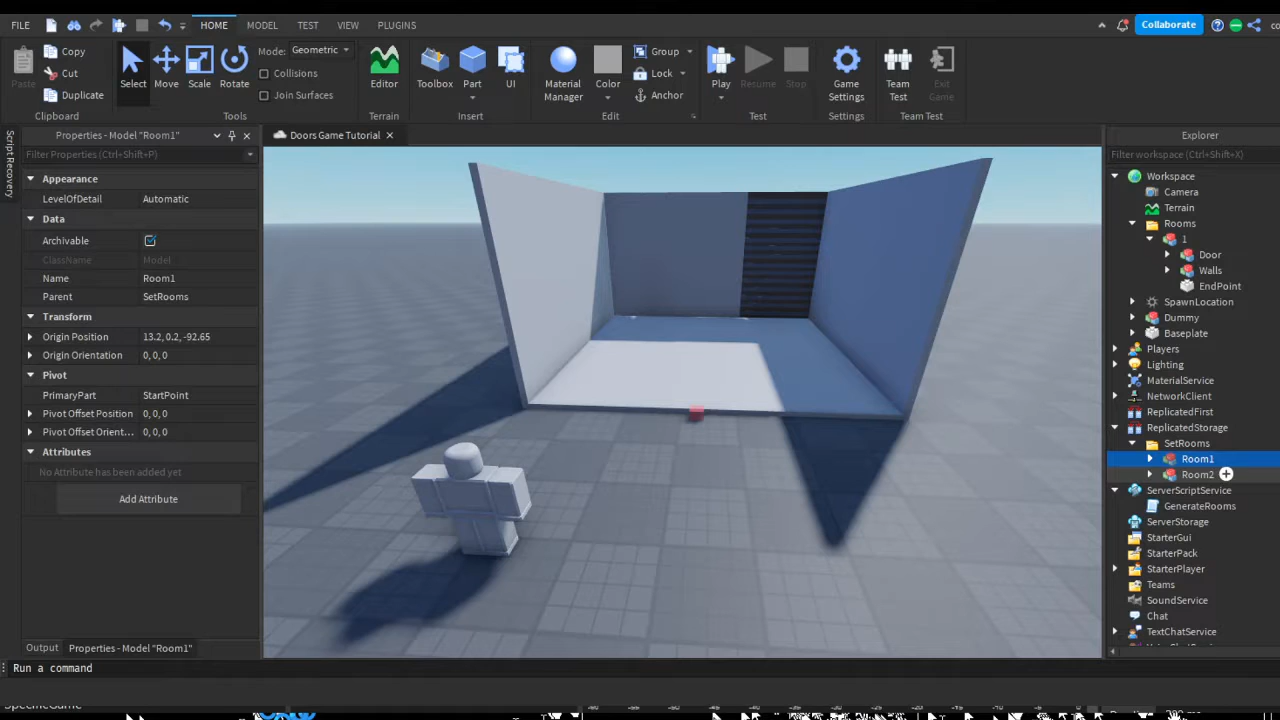 FILE HOME MODEL TEST VIEW PLUGINS Collaborate
Paste Copy Cut Duplicate Clipboard
Select Move Scale Rotate Mode: Geometric Collisions Join Surfaces Tools
Editor Terrain
Toolbox Part UI Insert
Material Manager Color Group Lock Anchor Edit
Play Resume Stop Test
Game Settings Settings
Team Test Exit Game Team Test
Script Recovery
Properties - Model "Room1"
Filter Properties (Ctrl+Shift+P)
Appearance
LevelOfDetail Automatic
Data
Archivable
ClassName Model
Name Room1
Parent SetRooms
Transform
Origin Position 13.2, 0.2, -92.65
Origin Orientation 0, 0, 0
Pivot
PrimaryPart StartPoint
Pivot Offset Position 0, 0, 0
Pivot Offset Orient... 0, 0, 0
Attributes
No Attribute has been added yet
Add Attribute
Output Properties - Model "Room1"
Run a command
Doors Game Tutorial
Explorer
Filter workspace (Ctrl+Shift+X)
Workspace
Camera
Terrain
Rooms
1
Door
Walls
EndPoint
SpawnLocation
Dummy
Baseplate
Players
Lighting
MaterialService
NetworkClient
ReplicatedFirst
ReplicatedStorage
SetRooms
Room1
Room2
ServerScriptService
GenerateRooms
ServerStorage
StarterGui
StarterPack
StarterPlayer
Teams
SoundService
Chat
TextChatService